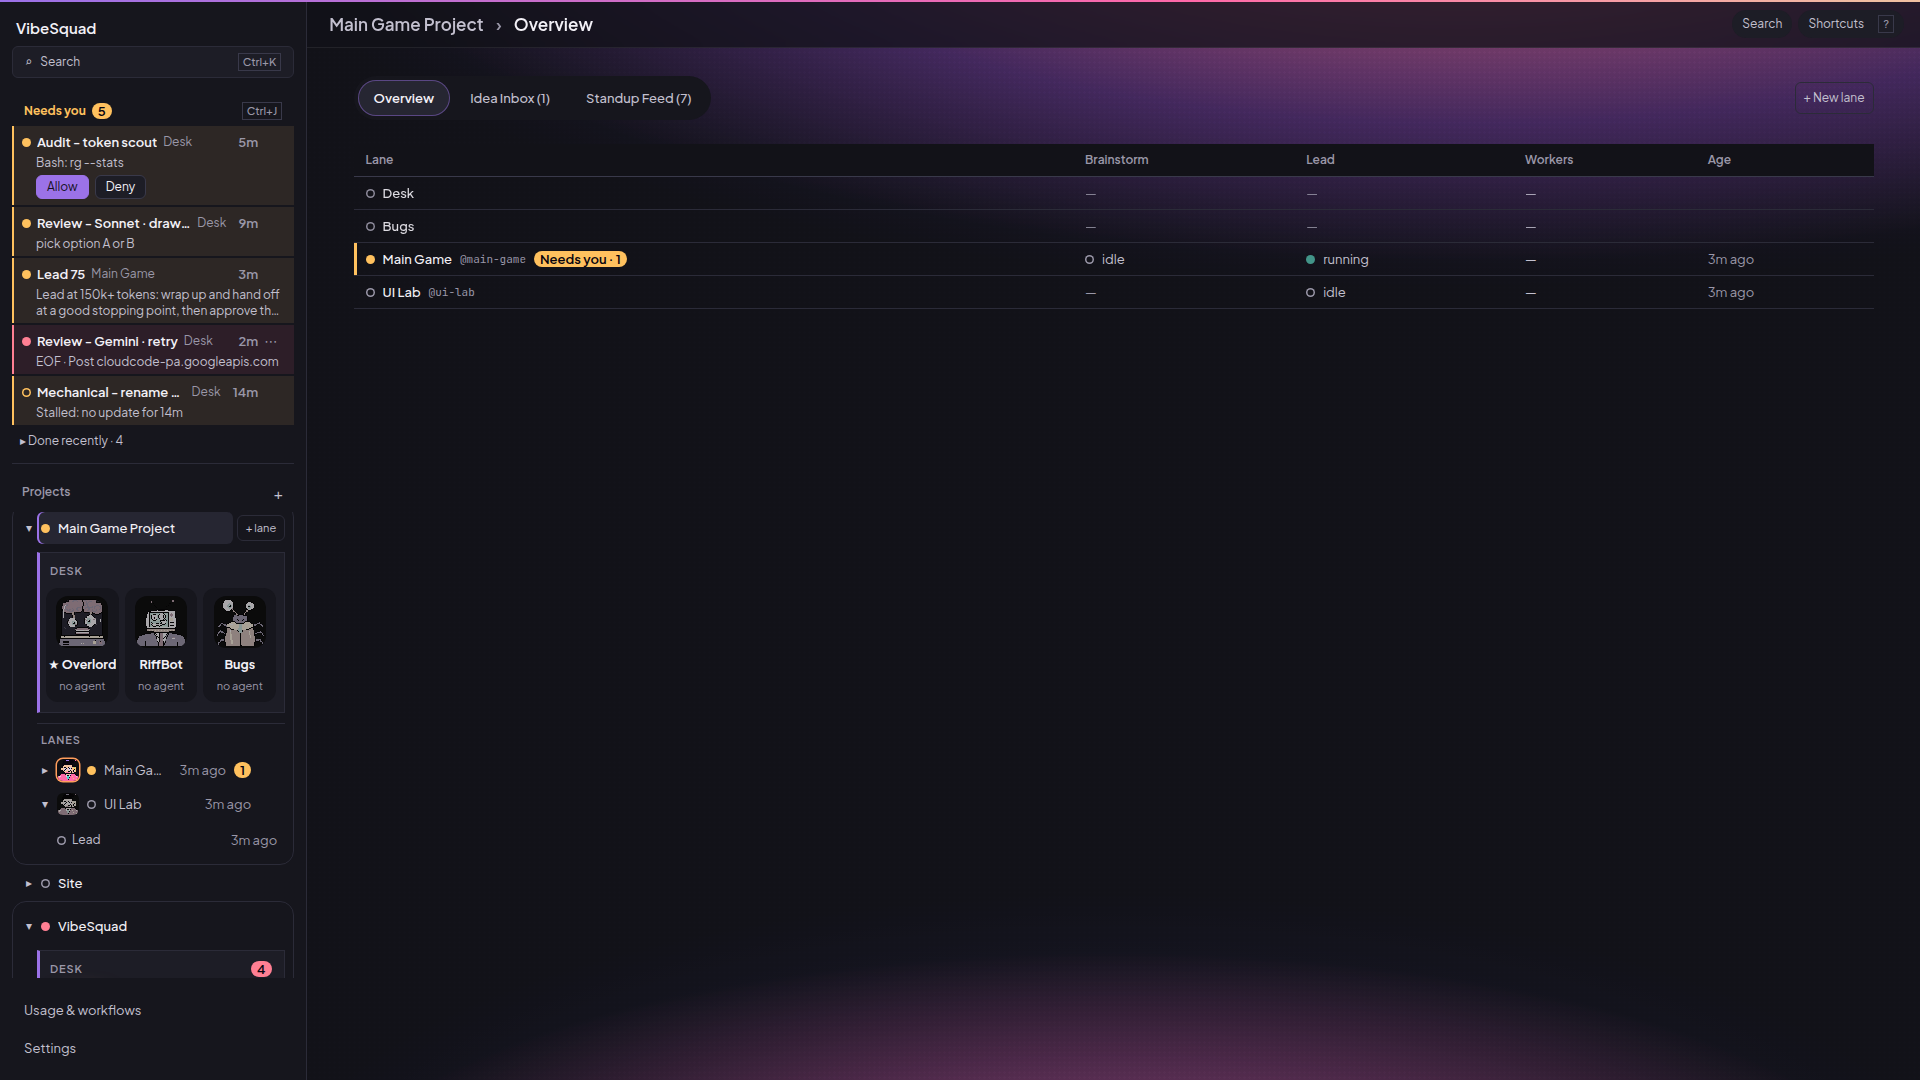 VibeSquad
Search Ctrl+K
Needs you 5 Ctrl+J
Audit – token scout Desk 5m
Bash: rg --stats
Allow Deny
Review – Sonnet · draw… Desk 9m
pick option A or B
Lead 75 Main Game 3m
Lead at 150k+ tokens: wrap up and hand off
at a good stopping point, then approve th…
Review – Gemini · retry Desk 2m ···
EOF · Post cloudcode-pa.googleapis.com
Mechanical – rename … Desk 14m
Stalled: no update for 14m
▸ Done recently · 4
Projects +
▾ Main Game Project + lane
DESK
★ Overlord RiffBot Bugs
no agent no agent no agent
LANES
▸ Main Ga… 3m ago 1
▾ UI Lab 3m ago
Lead 3m ago
▸ Site
▾ VibeSquad
DESK 4
Usage & workflows
Settings
Main Game Project › Overview
Search Shortcuts ?
Overview Idea Inbox (1) Standup Feed (7)
+ New lane
Lane Brainstorm Lead Workers Age
Desk — — —
Bugs — — —
Main Game @main-game Needs you · 1 idle running — 3m ago
UI Lab @ui-lab — idle — 3m ago